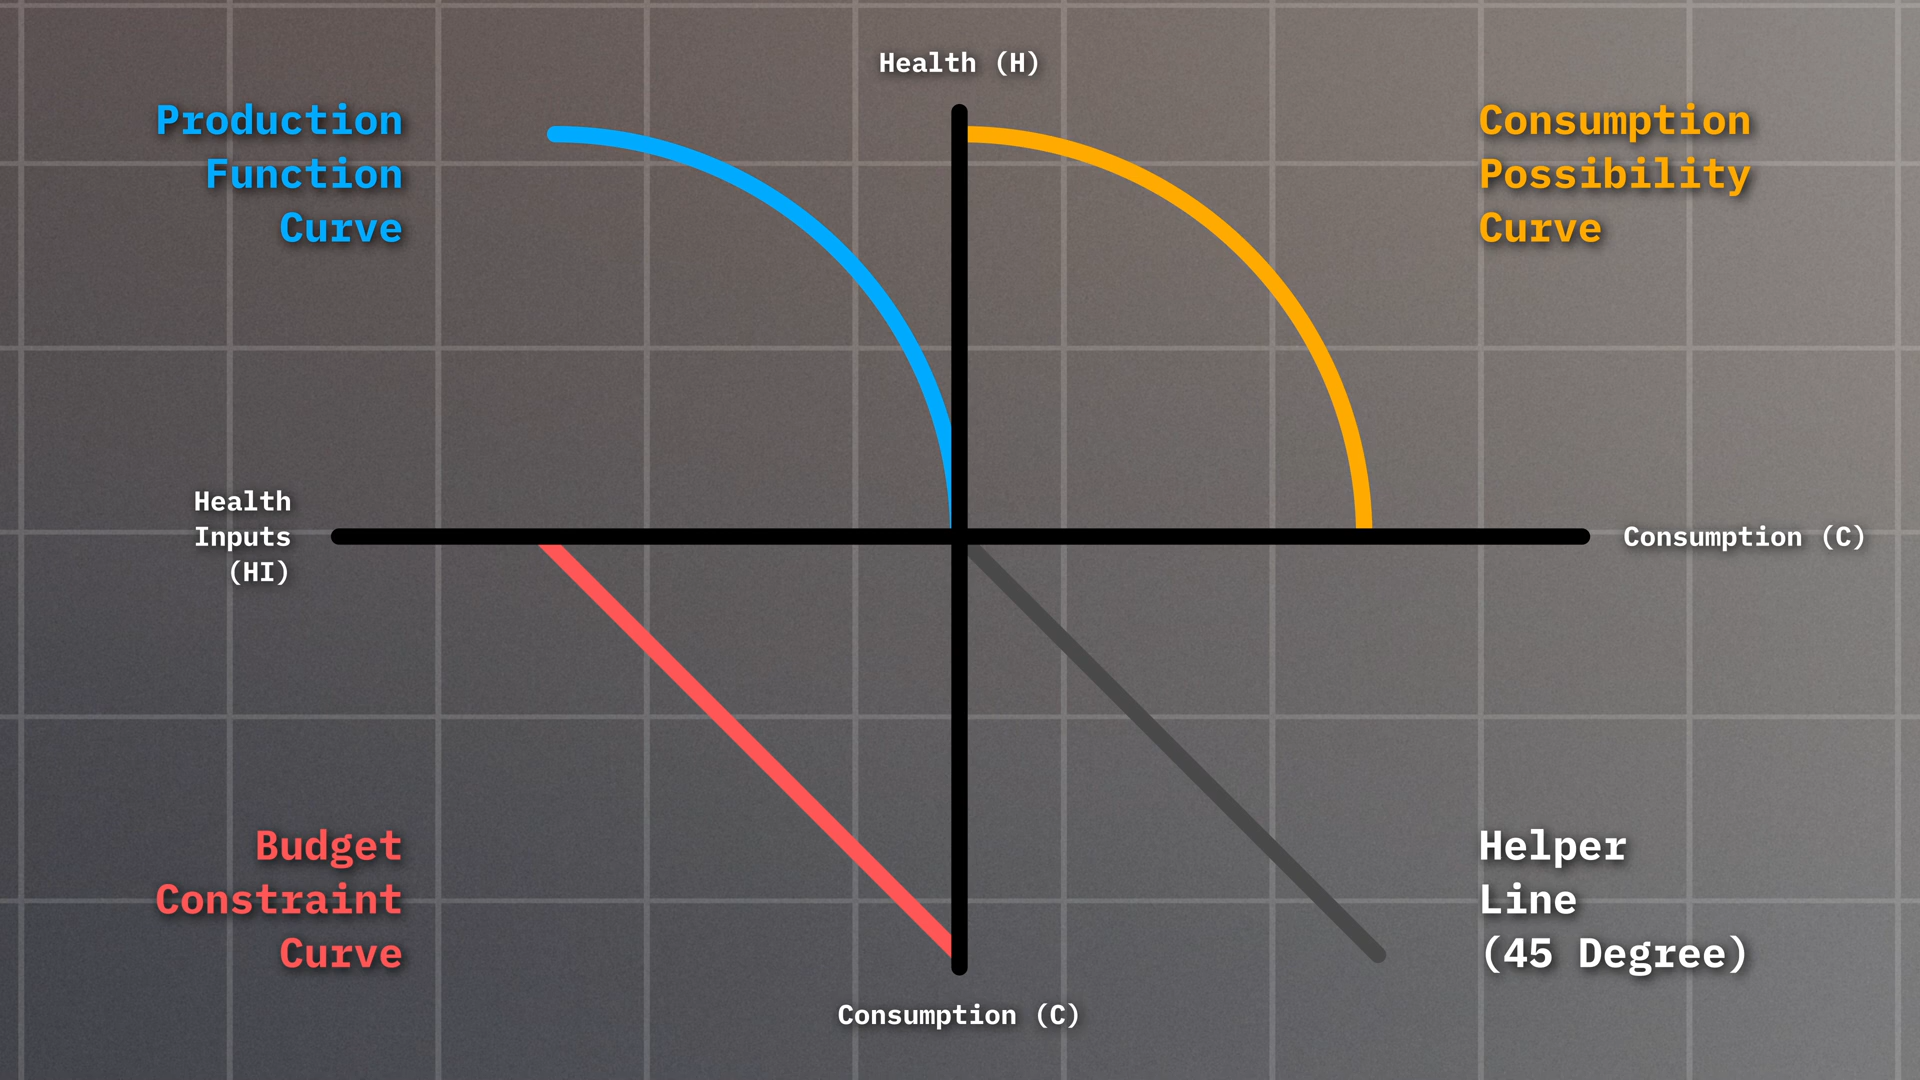 Health (H)
Production
Function
Curve
Consumption
Possibility
Curve
Health
Inputs
(HI)
Consumption (C)
Budget
Constraint
Curve
Helper
Line
(45 Degree)
Consumption (C)